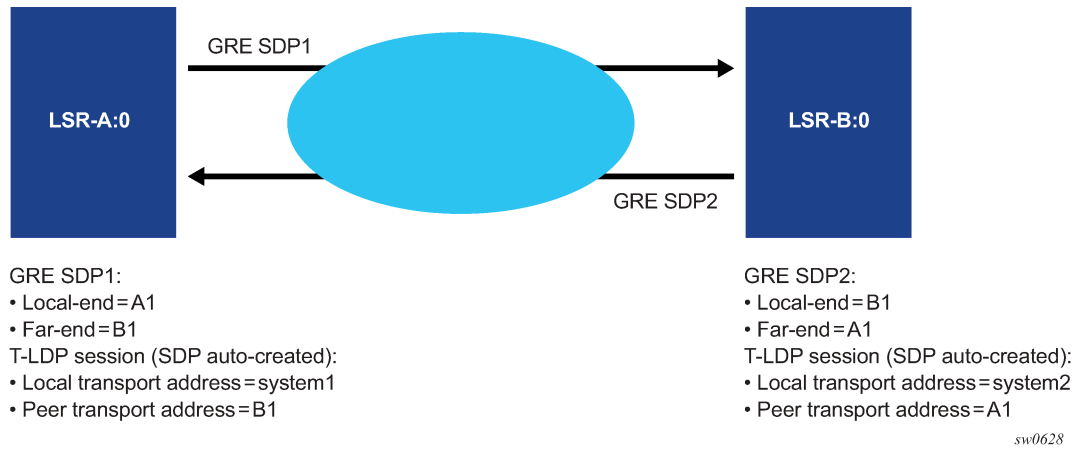 GRE SDP1
LSR-A:0
LSR-B:0
GRE SDP2
GRE SDP1:
• Local-end=A1
• Far-end=B1
T-LDP session (SDP auto-created):
• Local transport address=system1
• Peer transport address=B1
GRE SDP2:
• Local-end=B1
• Far-end=A1
T-LDP session (SDP auto-created):
• Local transport address=system2
• Peer transport address=A1
sw0628